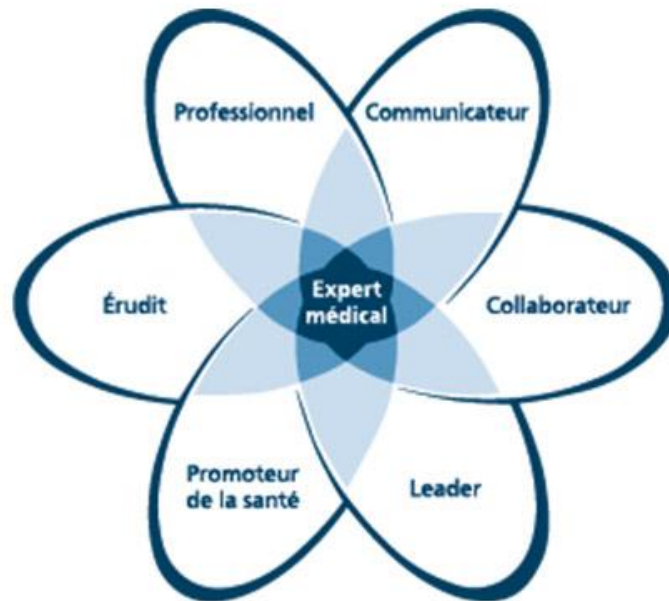 Professionnel
Communicateur
Érudit
Expert
médical
Collaborateur
Promoteur
de la santé
Leader